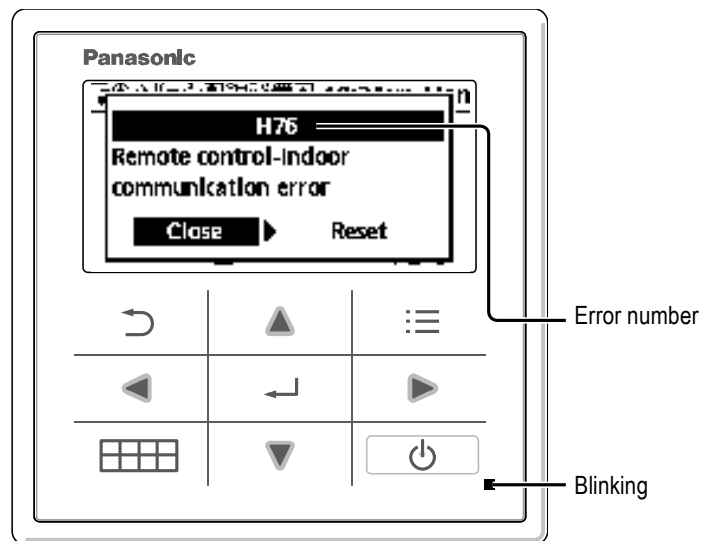 Panasonic
H76
Remote control-Indoor
communication error
Close Reset
Error number
Blinking